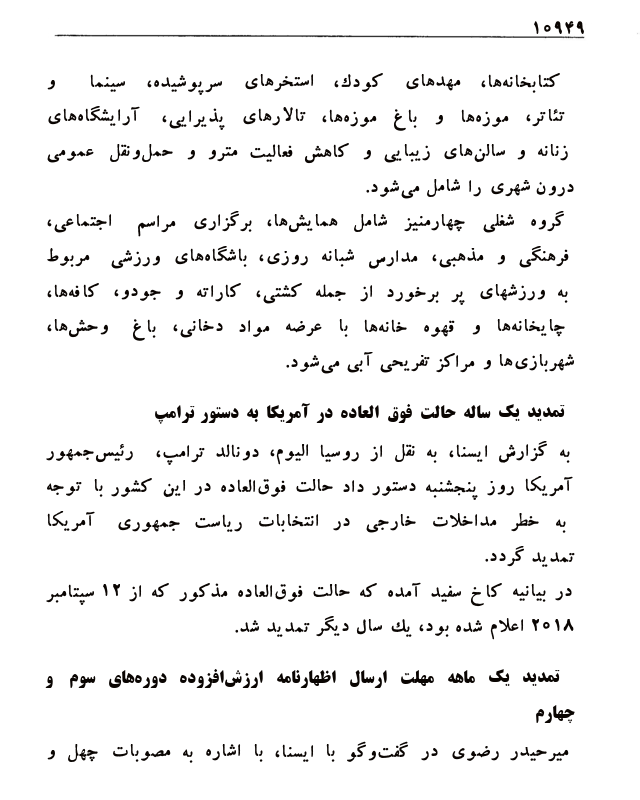 ۱۰۹۴۹
کتابخانه‌ها، مهدهای کودك، استخرهای سرپوشیده، سینما و
تئاتر، موزه‌ها و باغ موزه‌ها، تالارهای پذیرایی، آرایشگاه‌های
زنانه و سالن‌های زیبایی و کاهش فعالیت مترو و حمل‌ونقل عمومی
درون شهری را شامل می‌شود.
گروه شغلی چهارمنیز شامل همایش‌ها، برگزاری مراسم اجتماعی،
فرهنگی و مذهبی، مدارس شبانه روزی، باشگاه‌های ورزشی مربوط
به ورزشهای پر برخورد از جمله کشتی، کاراته و جودو، کافه‌ها،
چایخانه‌ها و قهوه خانه‌ها با عرضه مواد دخانی، باغ وحش‌ها،
شهربازی‌ها و مراکز تفریحی آبی می‌شود.
تمدید یک ساله حالت فوق العاده در آمریکا به دستور ترامپ
به گزارش ایسنا، به نقل از روسیا الیوم، دونالد ترامپ، رئیس‌جمهور
آمریکا روز پنجشنبه دستور داد حالت فوق‌العاده در این کشور با توجه
به خطر مداخلات خارجی در انتخابات ریاست جمهوری آمریکا
تمدید گردد.
در بیانیه کاخ سفید آمده که حالت فوق‌العاده مذکور که از ۱۲ سپتامبر
۲۰۱۸ اعلام شده بود، یك سال دیگر تمدید شد.
تمدید یک ماهه مهلت ارسال اظهارنامه ارزش‌افزوده دوره‌های سوم و
چهارم
میرحیدر رضوی در گفت‌وگو با ایسنا، با اشاره به مصوبات چهل و